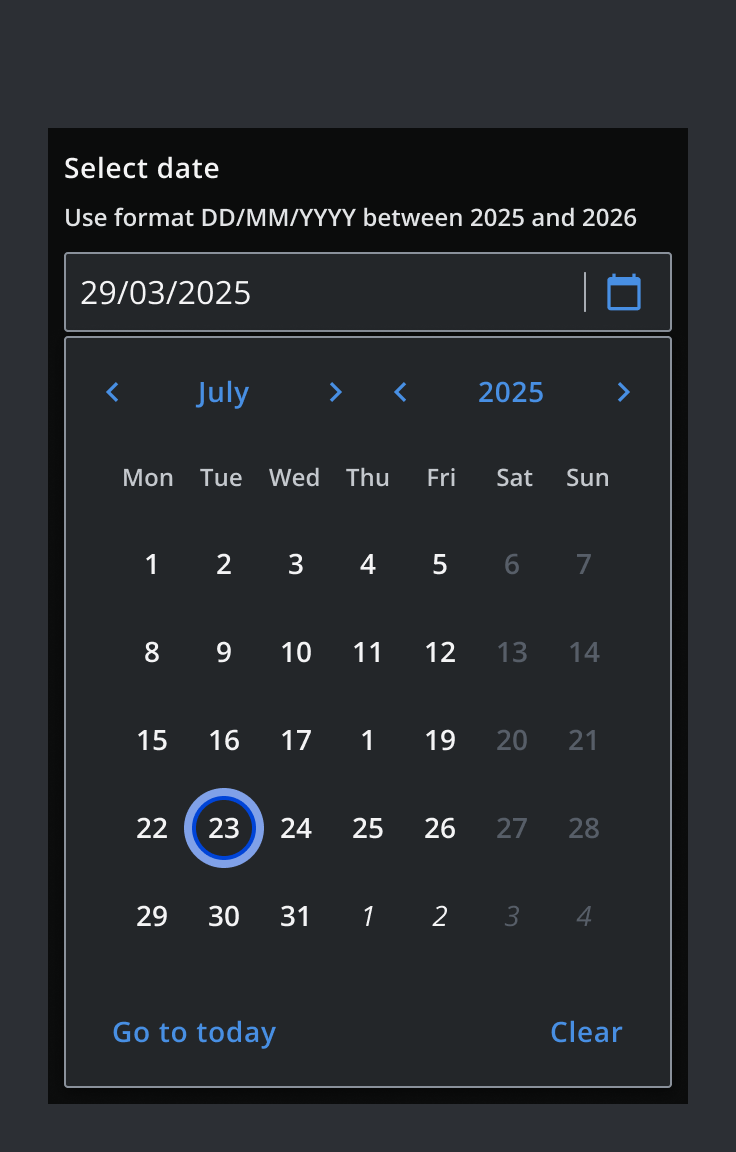 Select date
Use format DD/MM/YYYY between 2025 and 2026
29/03/2025
July 2025
Mon Tue Wed Thu Fri Sat Sun
1 2 3 4 5 6 7
8 9 10 11 12 13 14
15 16 17 1 19 20 21
22 23 24 25 26 27 28
29 30 31 1 2 3 4
Go to today Clear